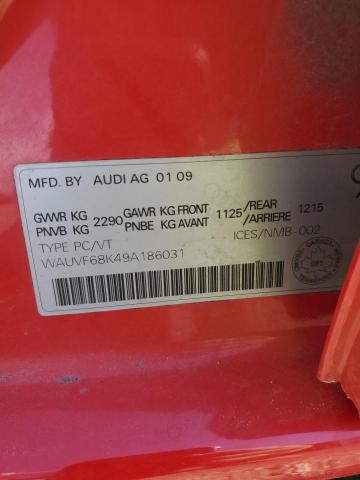 MFD. BY AUDI AG 01 09
GVWR KG 2290 GAWR KG FRONT 1125 /REAR 1215
PNVB KG PNBE KG AVANT /ARRIERE
TYPE PC/VT ICES/NMB-002
WAUVF68K49A186031